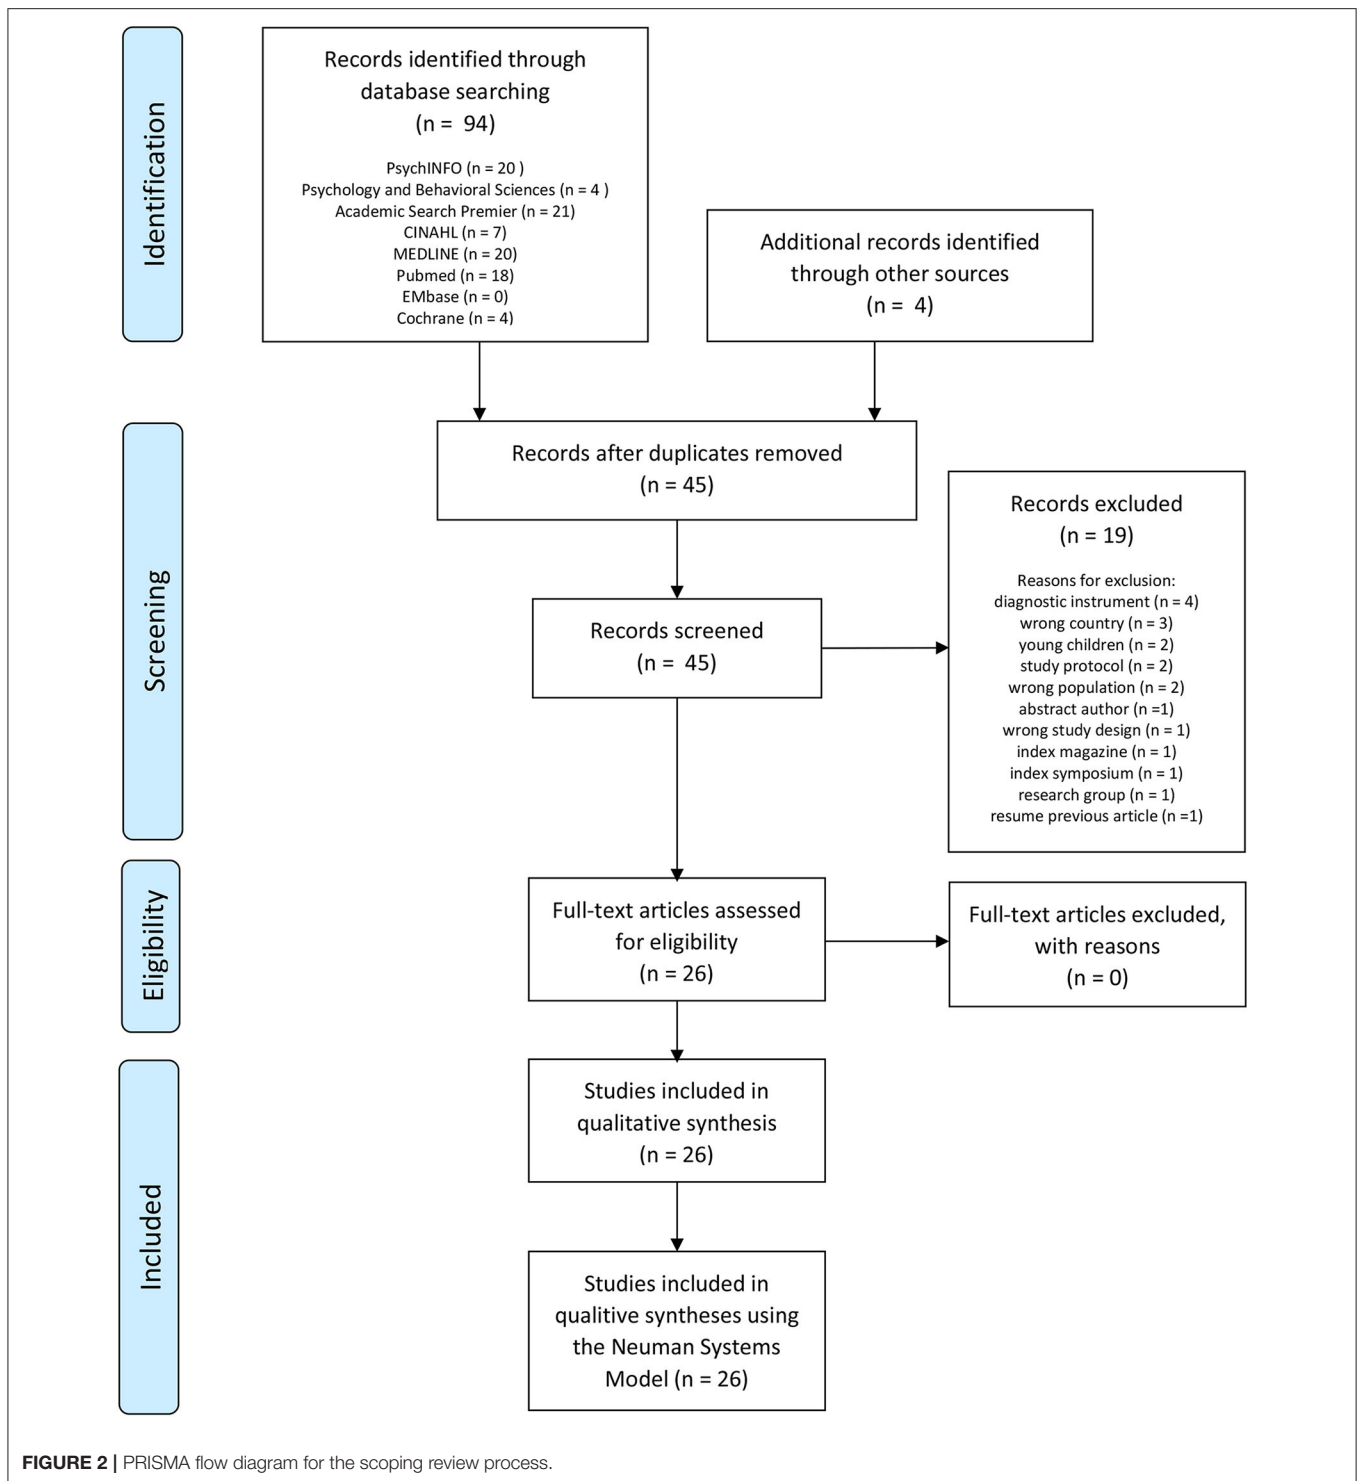 Identification
Records identified through
database searching
(n =  94)
PsychINFO (n = 20 )
Psychology and Behavioral Sciences (n = 4 )
Academic Search Premier (n = 21)
CINAHL (n = 7)
MEDLINE (n = 20)
Pubmed (n = 18)
EMbase (n = 0)
Cochrane (n = 4)
Additional records identified
through other sources
(n =  4)
Screening
Records after duplicates removed
(n = 45)
Records screened
(n =  45)
Records excluded
(n = 19)
Reasons for exclusion:
diagnostic instrument (n = 4)
wrong country (n = 3)
young children (n = 2)
study protocol (n = 2)
wrong population (n = 2)
abstract author (n =1)
wrong study design (n = 1)
index magazine (n = 1)
index symposium (n = 1)
research group (n = 1)
resume previous article (n =1)
Eligibility
Full-text articles assessed
for eligibility
(n = 26)
Full-text articles excluded,
with reasons
(n = 0)
Included
Studies included in
qualitative synthesis
(n = 26)
Studies included in
qualitive syntheses using
the Neuman Systems
Model (n = 26)
FIGURE 2 | PRISMA flow diagram for the scoping review process.